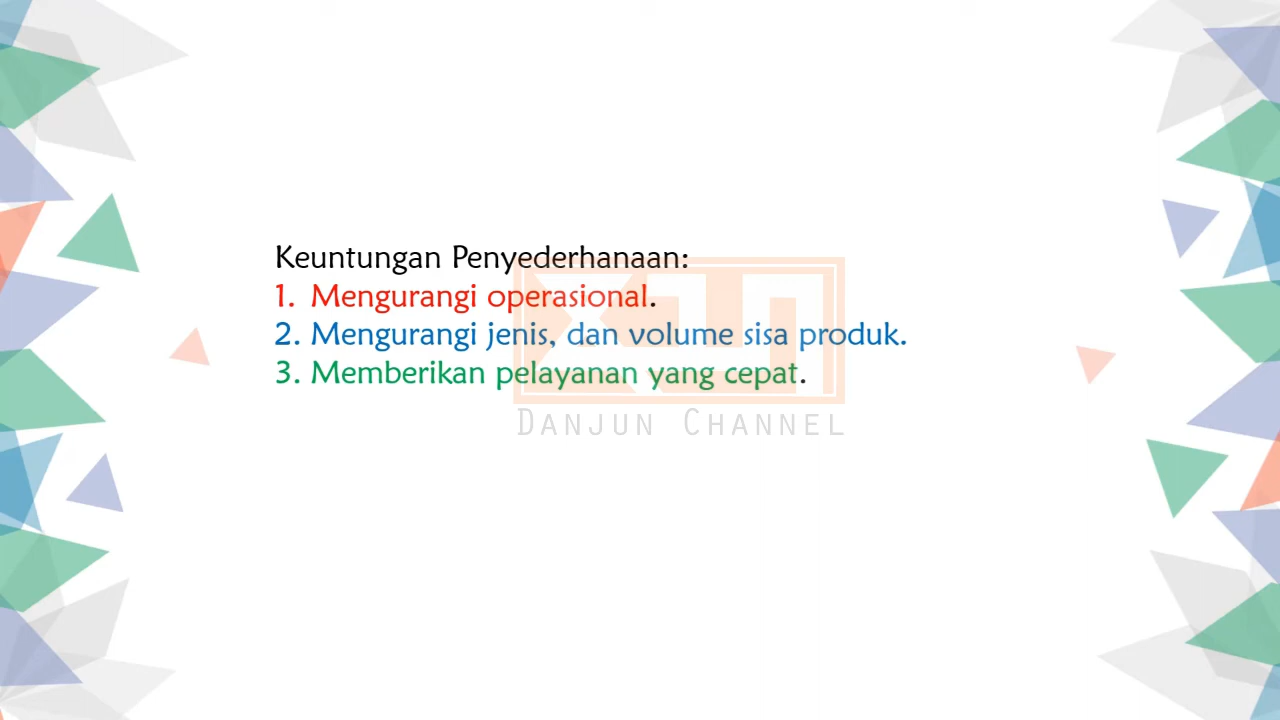 Keuntungan Penyederhanaan:
1. Mengurangi operasional.
2. Mengurangi jenis, dan volume sisa produk.
3. Memberikan pelayanan yang cepat.
DANJUN CHANNEL